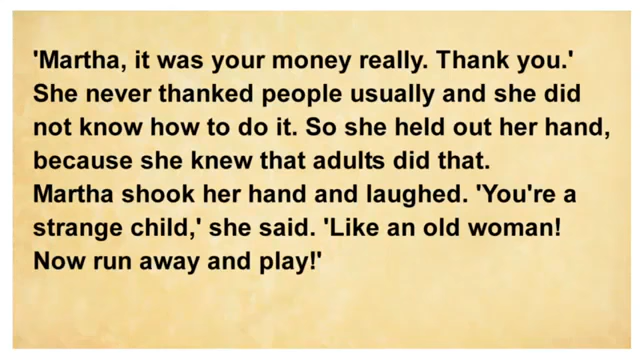 'Martha, it was your money really. Thank you.'
She never thanked people usually and she did
not know how to do it. So she held out her hand,
because she knew that adults did that.
Martha shook her hand and laughed. 'You're a
strange child,' she said. 'Like an old woman!
Now run away and play!'